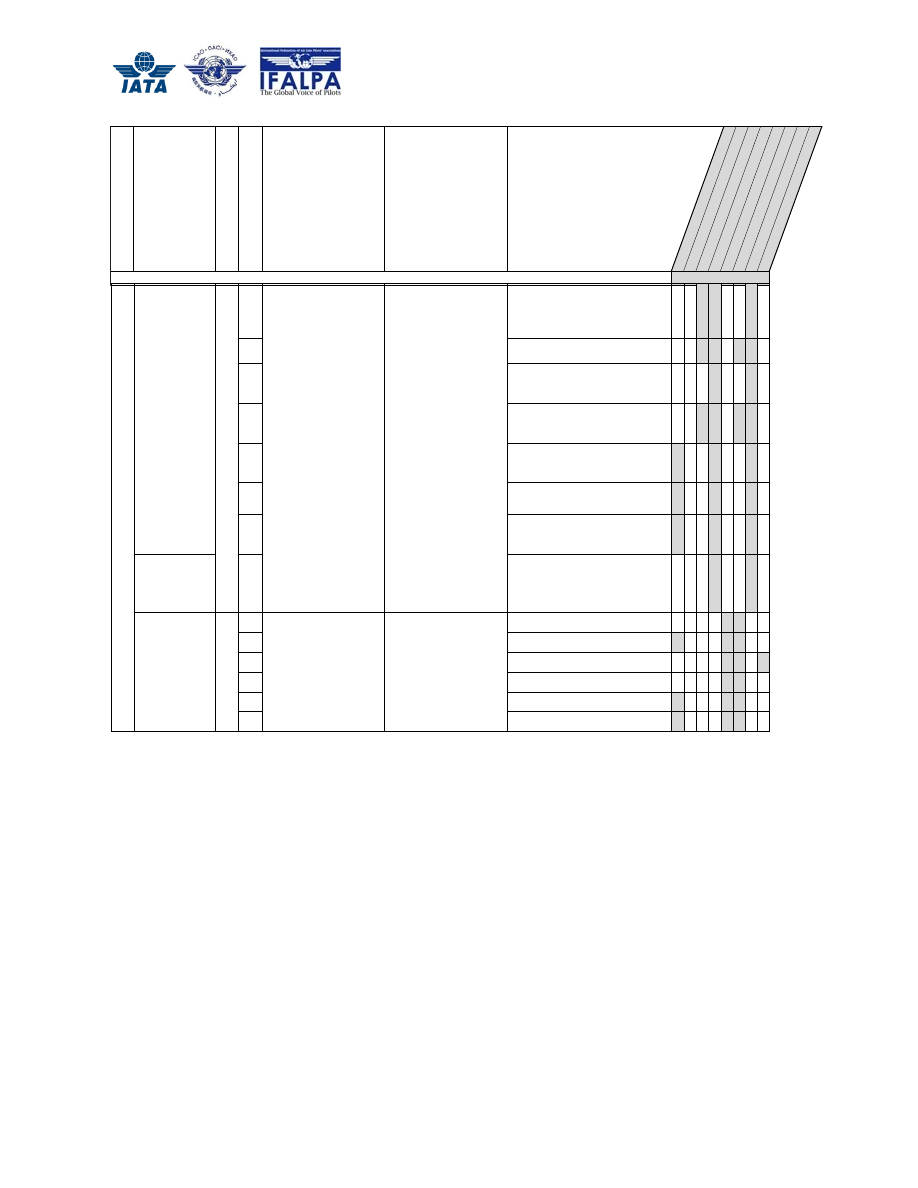 IATA
ICAO · OACI · ИКАО
International Federation of Air Line Pilots' Associations
IFALPA
The Global Voice of Pilots